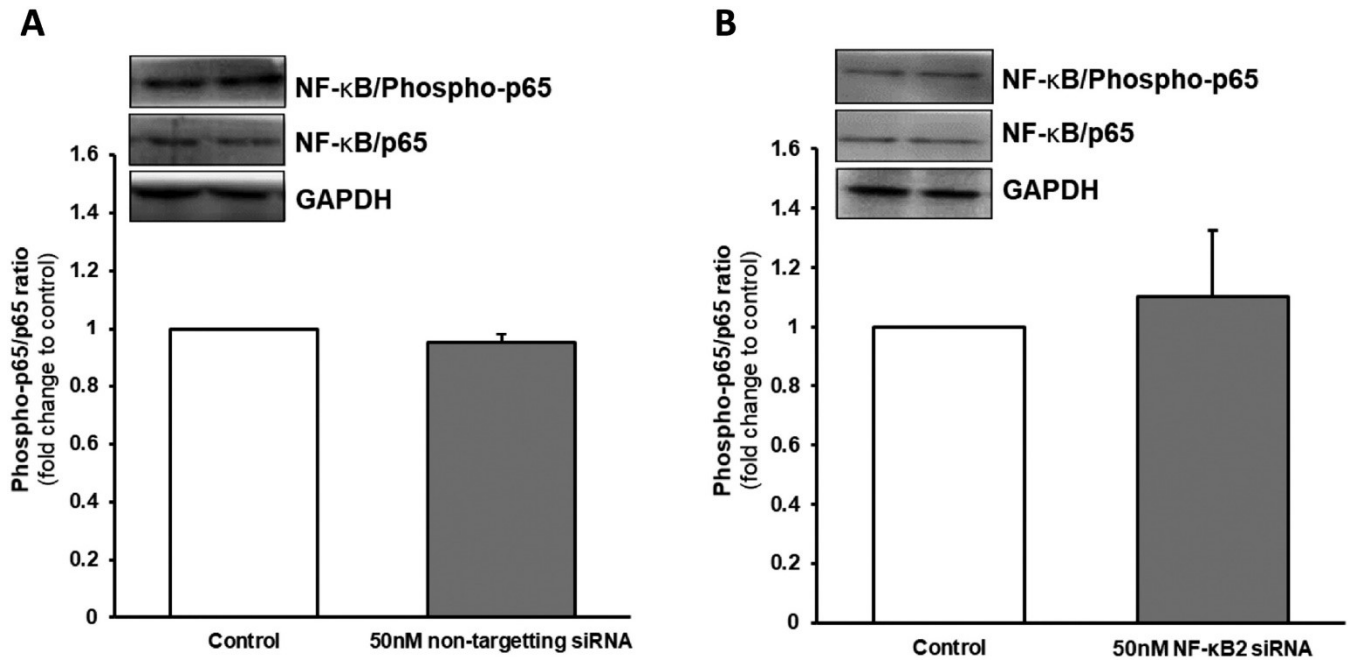 A
NF-κB/Phospho-p65
NF-κB/p65
GAPDH
1.6
1.4
1.2
1
0.8
0.6
0.4
0.2
0
Phospho-p65/p65 ratio
(fold change to control)
Control
50nM non-targetting siRNA
B
NF-κB/Phospho-p65
NF-κB/p65
GAPDH
1.6
1.4
1.2
1
0.8
0.6
0.4
0.2
0
Phospho-p65/p65 ratio
(fold change to control)
Control
50nM NF-κB2 siRNA